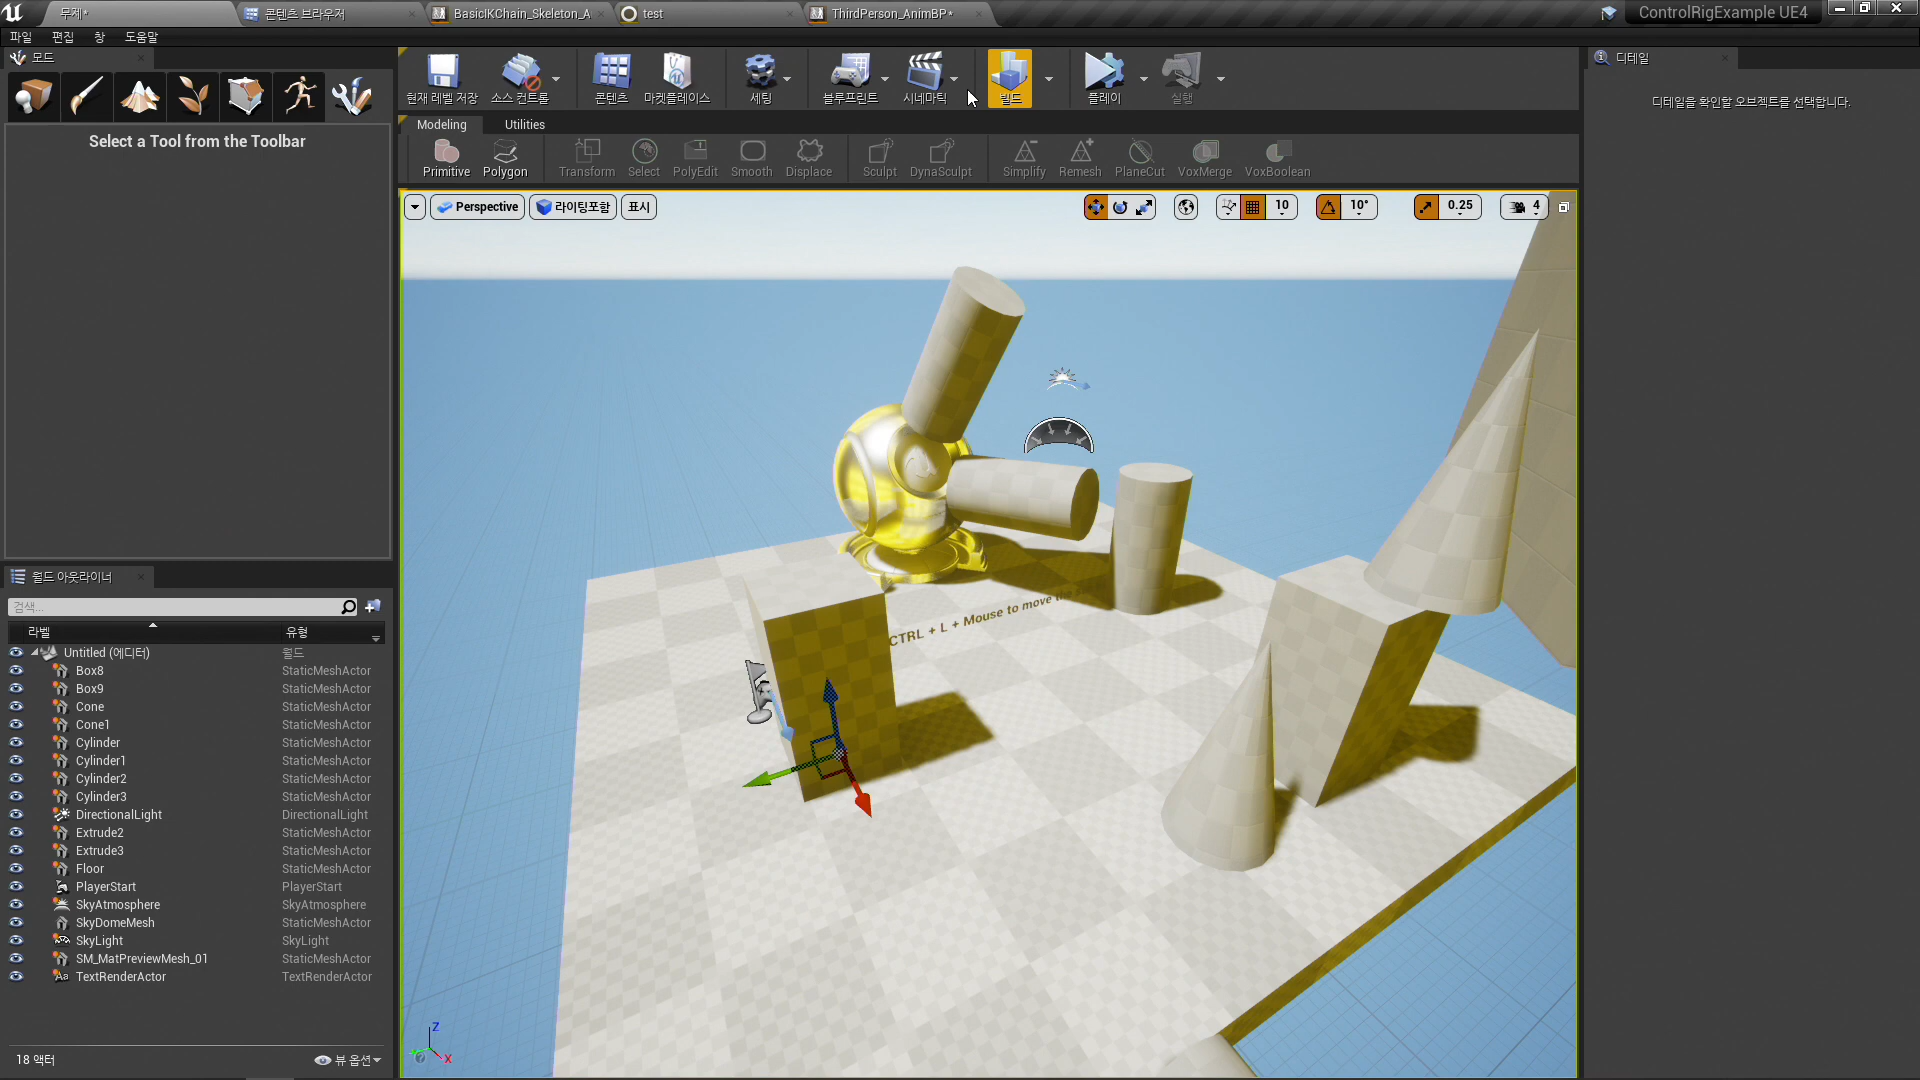 무제*
콘텐츠 브라우저
BasicIKChain_Skeleton_A
test
ThirdPerson_AnimBP*
ControlRigExample UE4
파일 편집 창 도움말
모드
Select a Tool from the Toolbar
현재 레벨 저장
소스 컨트롤
콘텐츠
마켓플레이스
세팅
블루프린트
시네마틱
빌드
플레이
실행
Modeling
Utilities
Primitive
Polygon
Transform
Select
PolyEdit
Smooth
Displace
Sculpt
DynaSculpt
Simplify
Remesh
PlaneCut
VoxMerge
VoxBoolean
Perspective
라이팅포함
표시
10
10°
0.25
4
CTRL + L + Mouse to move the
Z
X
디테일
디테일을 확인할 오브젝트를 선택합니다.
월드 아웃라이너
검색...
라벨 유형
Untitled (에디터) 월드
Box8 StaticMeshActor
Box9 StaticMeshActor
Cone StaticMeshActor
Cone1 StaticMeshActor
Cylinder StaticMeshActor
Cylinder1 StaticMeshActor
Cylinder2 StaticMeshActor
Cylinder3 StaticMeshActor
DirectionalLight DirectionalLight
Extrude2 StaticMeshActor
Extrude3 StaticMeshActor
Floor StaticMeshActor
PlayerStart PlayerStart
SkyAtmosphere SkyAtmosphere
SkyDomeMesh StaticMeshActor
SkyLight SkyLight
SM_MatPreviewMesh_01 StaticMeshActor
TextRenderActor TextRenderActor
18 액터
뷰 옵션